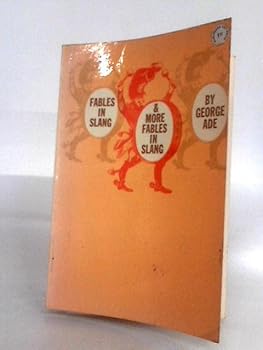 FABLES
IN
SLANG
&
MORE
FABLES
IN
SLANG
BY
GEORGE
ADE